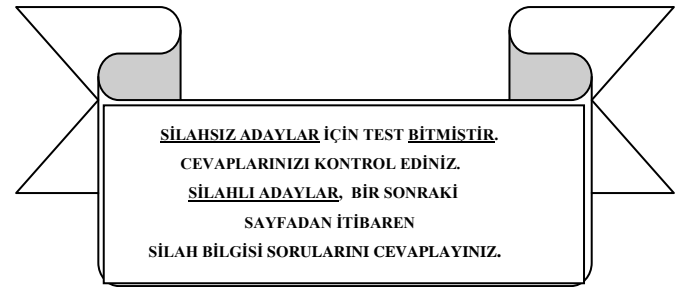 SİLAHSIZ ADAYLAR İÇİN TEST BİTMİŞTİR.
CEVAPLARINIZI KONTROL EDİNİZ.
SİLAHLI ADAYLAR, BİR SONRAKİ
SAYFADAN İTİBAREN
SİLAH BİLGİSİ SORULARINI CEVAPLAYINIZ.